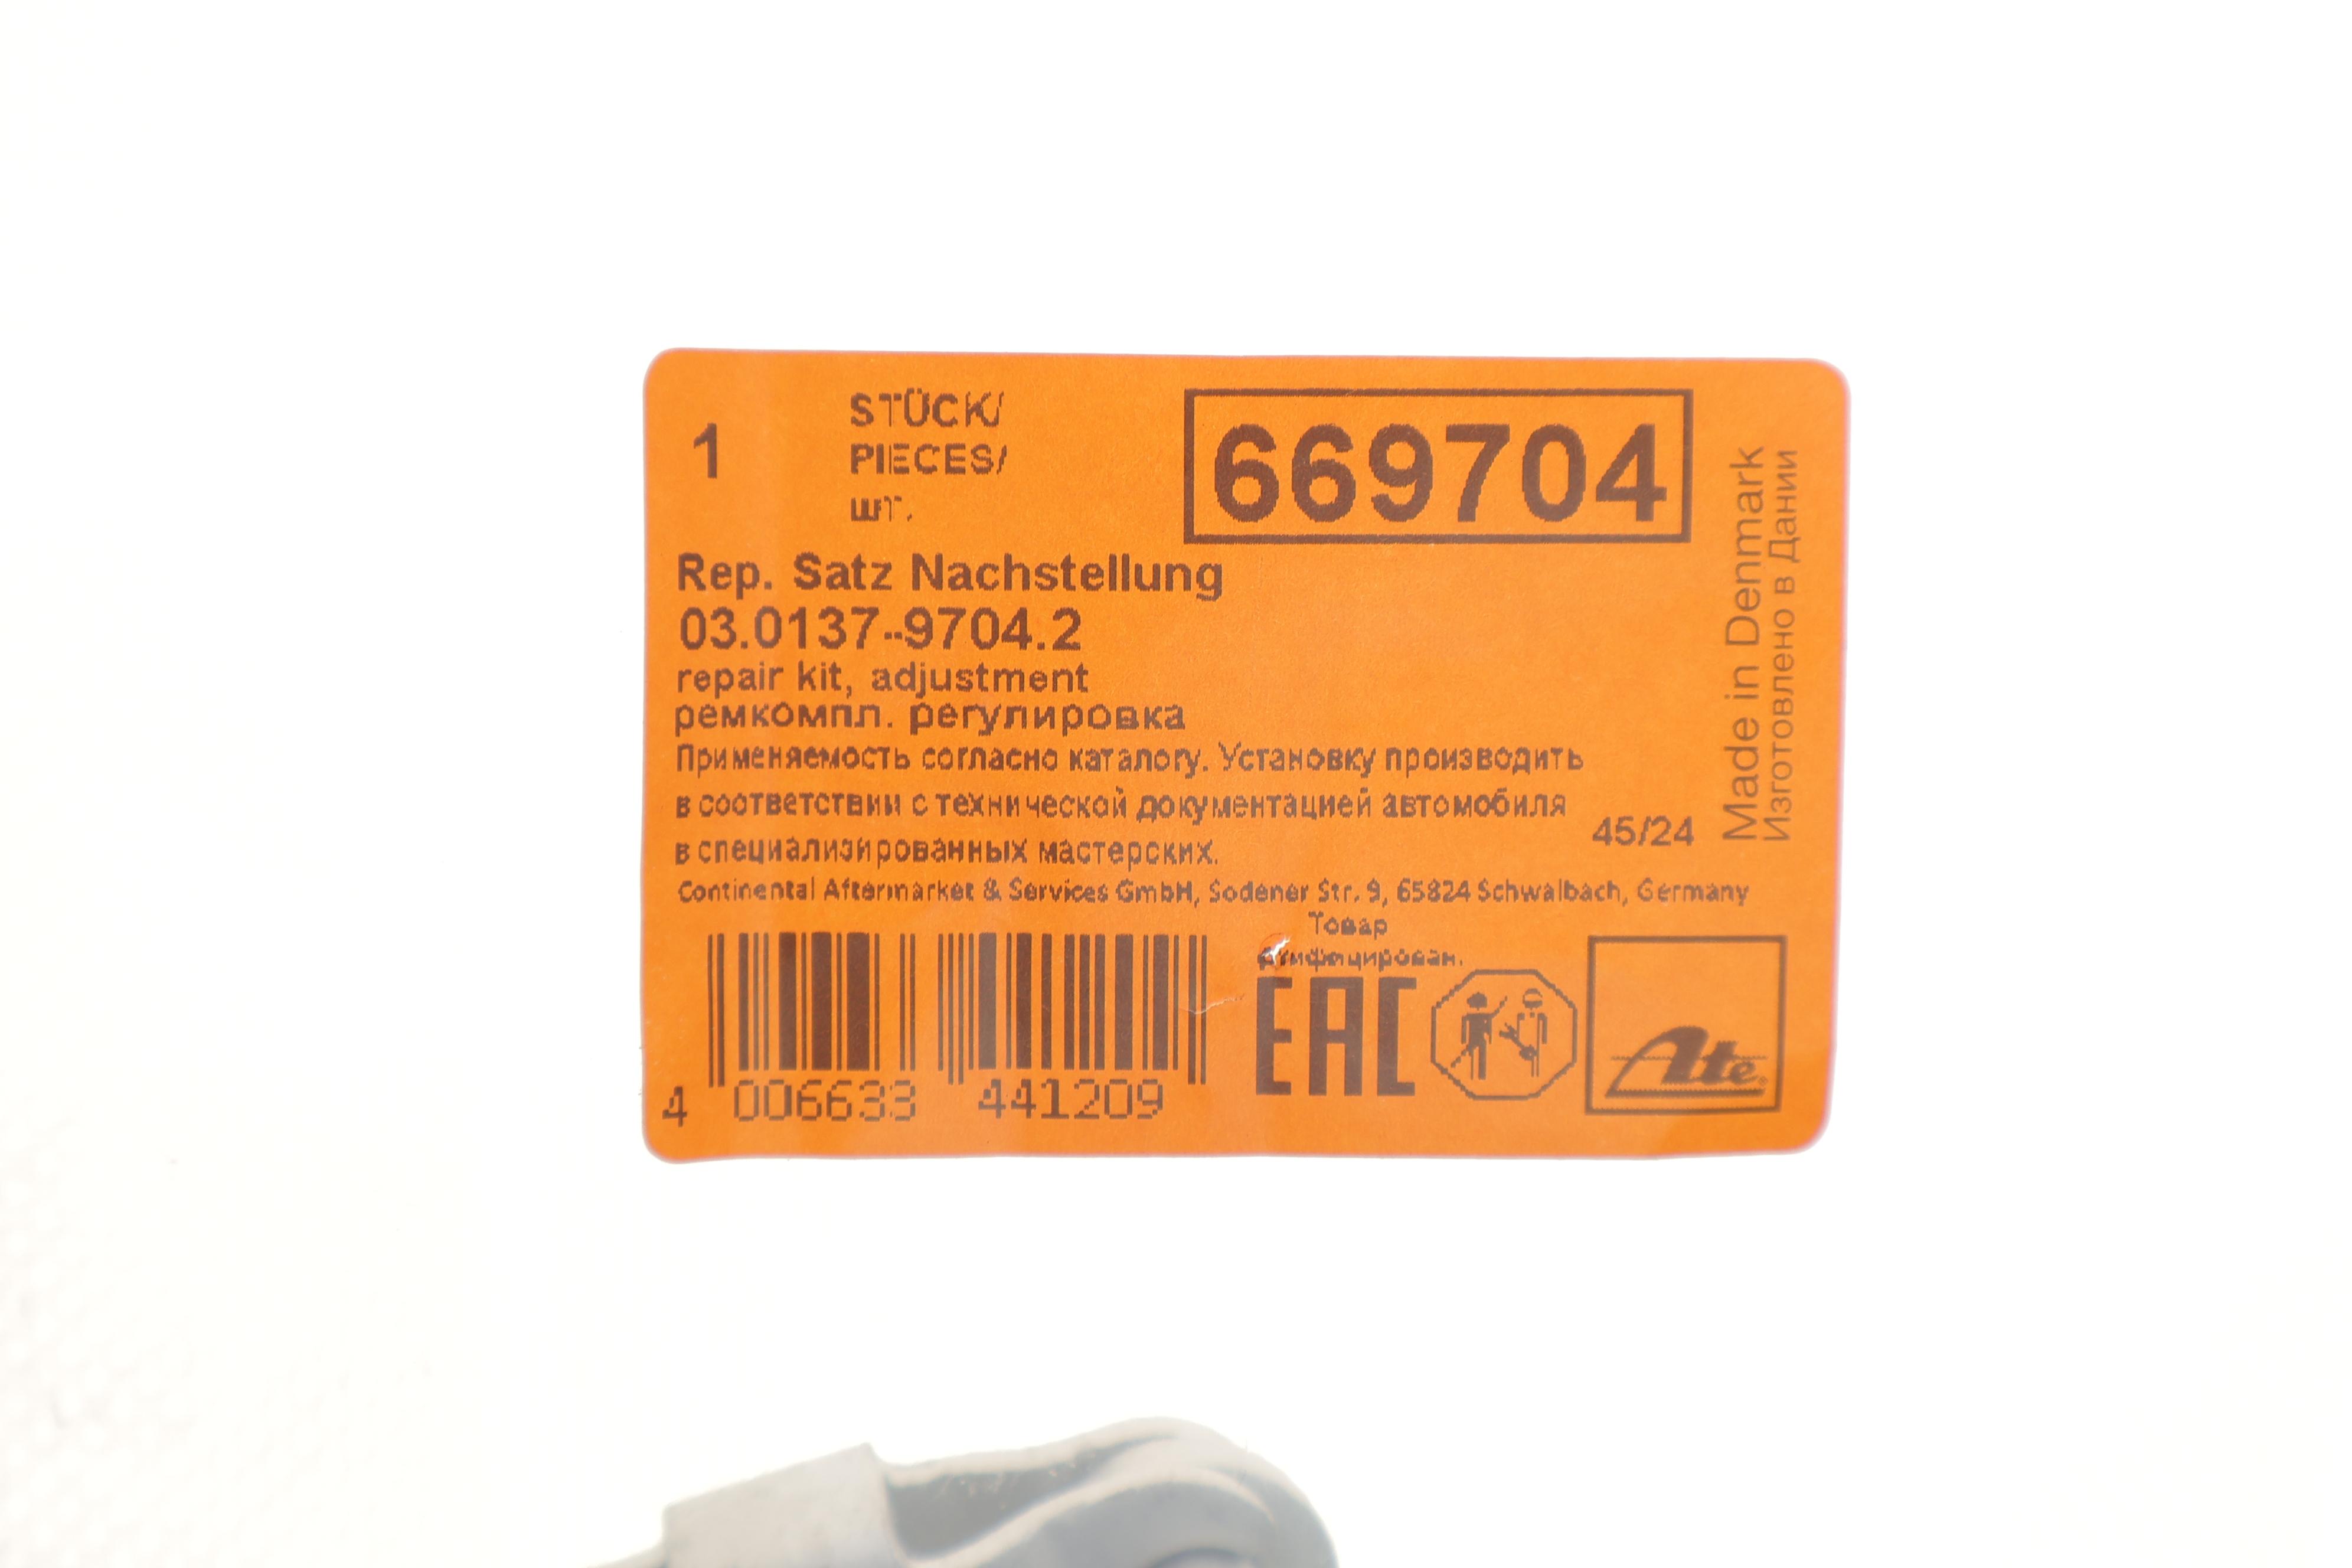 1
STÜCK/
PIECES/
шт.
669704
Rep. Satz Nachstellung
03.0137-9704.2
repair kit, adjustment
ремкомпл. регулировка
Применяемость согласно каталогу. Установку производить
в соответствии с технической документацией автомобиля
в специализированных мастерских.
45/24
Continental Aftermarket & Services GmbH, Sodener Str. 9, 65824 Schwalbach, Germany
Made in Denmark
Изготовлено в Дании
Товар
4 006633 441209
EAC
Ate®